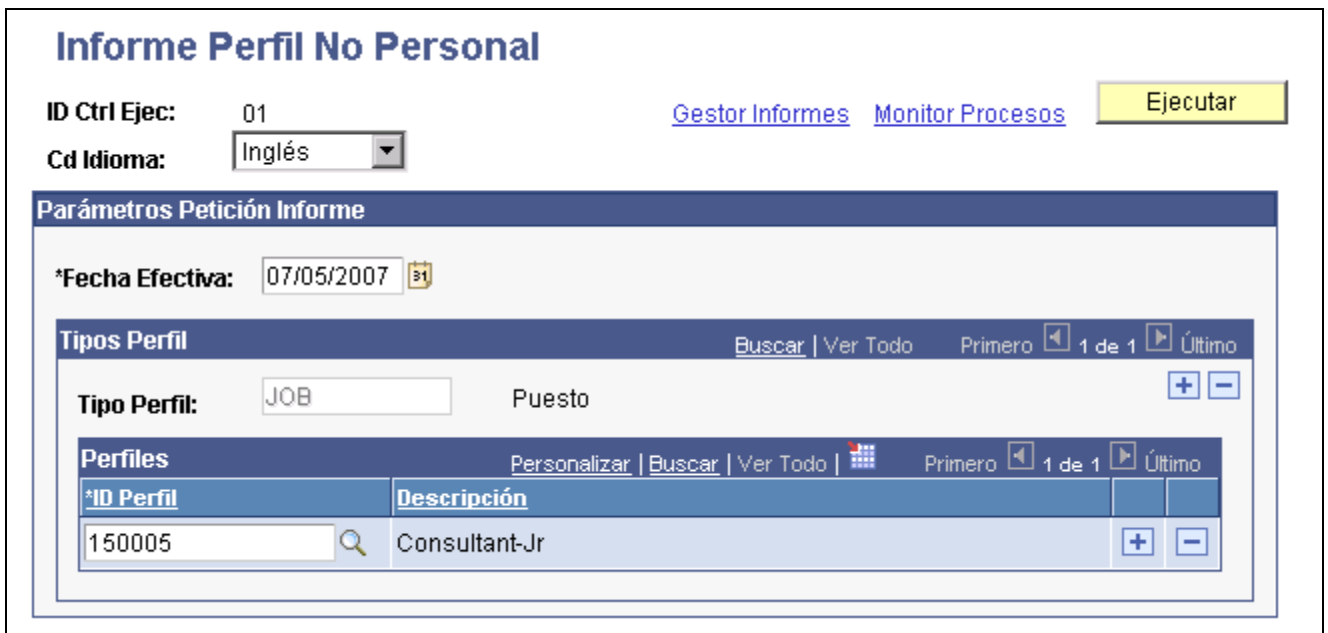 Informe Perfil No Personal
ID Ctrl Ejec: 01 Gestor Informes Monitor Procesos Ejecutar
Cd Idioma: Inglés
Parámetros Petición Informe
*Fecha Efectiva: 07/05/2007 31
Tipos Perfil Buscar | Ver Todo Primero 1 de 1 Último
Tipo Perfil: JOB Puesto
Perfiles Personalizar | Buscar | Ver Todo | Primero 1 de 1 Último
*ID Perfil Descripción
150005 Consultant-Jr